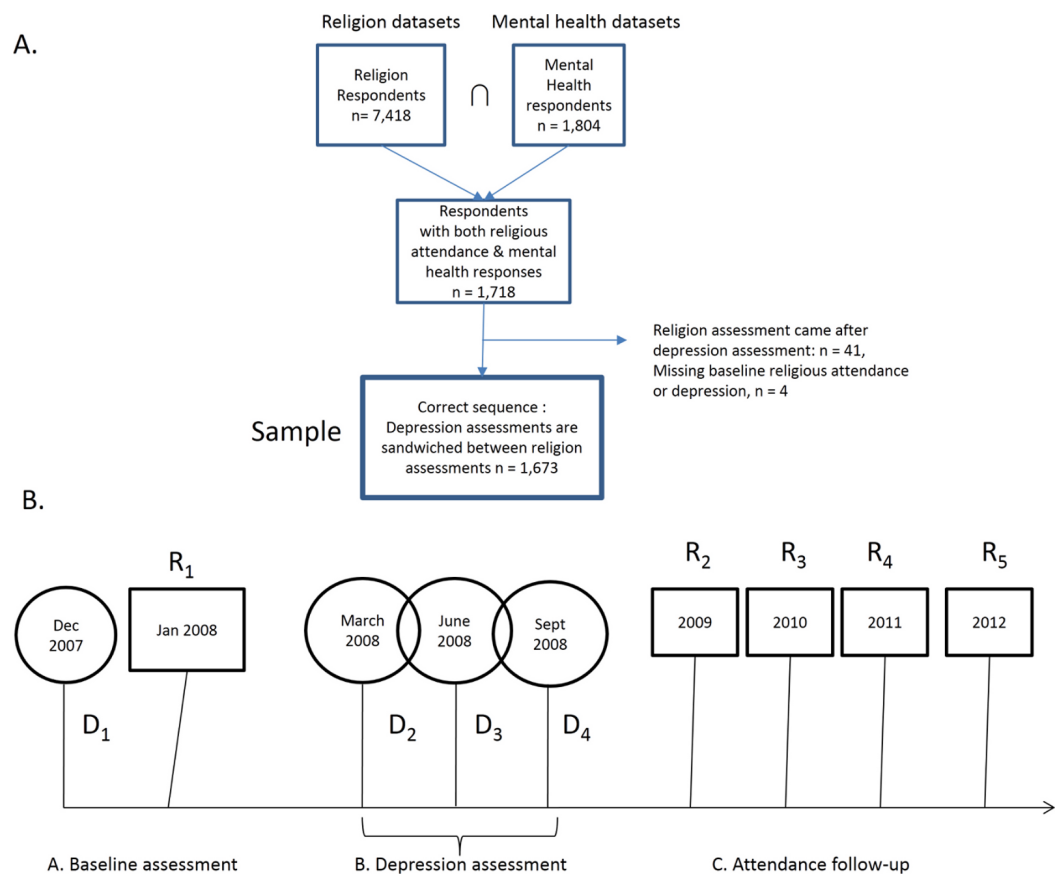 A.
Religion datasets
Mental health datasets
Religion
Respondents
n= 7,418
∩
Mental
Health
respondents
n = 1,804
Respondents
with both religious
attendance & mental
health responses
n = 1,718
Religion assessment came after
depression assessment: n = 41,
Missing baseline religious attendance
or depression, n = 4
Sample
Correct sequence :
Depression assessments are
sandwiched between religion
assessments n = 1,673
B.
R₁
R₂
R₃
R₄
R₅
Dec
2007
Jan 2008
March
2008
June
2008
Sept
2008
2009
2010
2011
2012
D₁
D₂
D₃
D₄
A. Baseline assessment
B. Depression assessment
C. Attendance follow-up